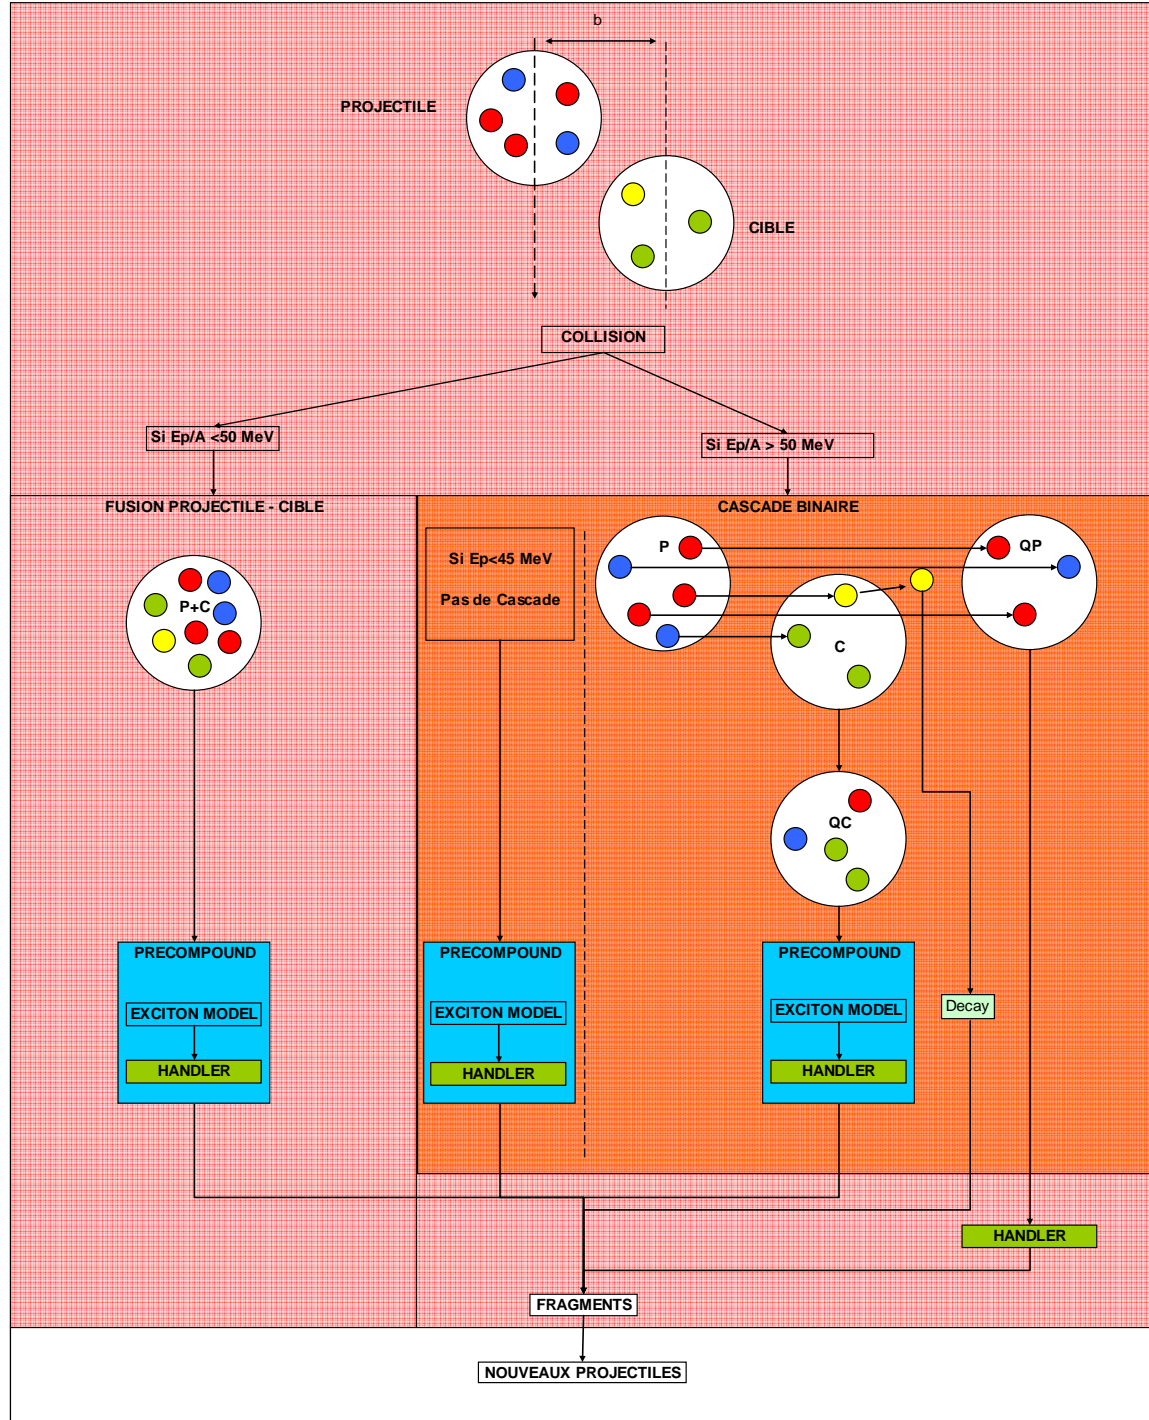 b
PROJECTILE
CIBLE
COLLISION
Si Ep/A <50 MeV
Si Ep/A > 50 MeV
FUSION PROJECTILE - CIBLE
CASCADE BINAIRE
Si Ep<45 MeV
Pas de Cascade
P
QP
P+C
C
QC
PRECOMPOUND
EXCITON MODEL
HANDLER
PRECOMPOUND
EXCITON MODEL
HANDLER
PRECOMPOUND
EXCITON MODEL
HANDLER
Decay
HANDLER
FRAGMENTS
NOUVEAUX PROJECTILES